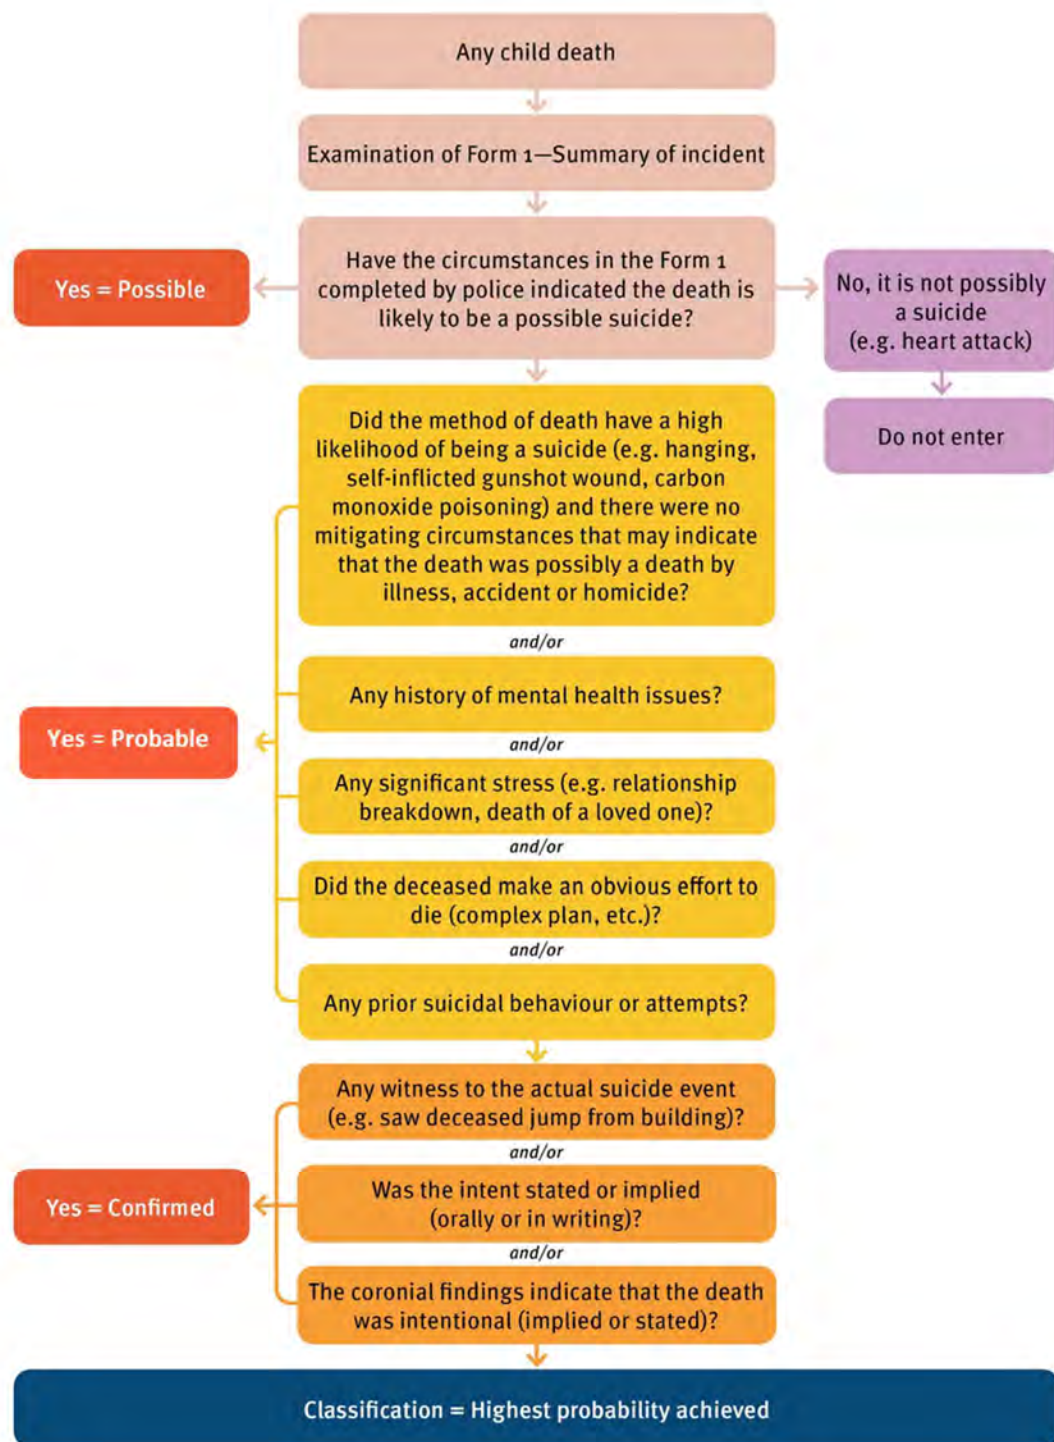 Any child death
Examination of Form 1—Summary of incident
Have the circumstances in the Form 1
completed by police indicated the death is
likely to be a possible suicide?
Yes = Possible
No, it is not possibly
a suicide
(e.g. heart attack)
Do not enter
Did the method of death have a high
likelihood of being a suicide (e.g. hanging,
self-inflicted gunshot wound, carbon
monoxide poisoning) and there were no
mitigating circumstances that may indicate
that the death was possibly a death by
illness, accident or homicide?
and/or
Any history of mental health issues?
Yes = Probable
and/or
Any significant stress (e.g. relationship
breakdown, death of a loved one)?
and/or
Did the deceased make an obvious effort to
die (complex plan, etc.)?
and/or
Any prior suicidal behaviour or attempts?
Any witness to the actual suicide event
(e.g. saw deceased jump from building)?
and/or
Yes = Confirmed
Was the intent stated or implied
(orally or in writing)?
and/or
The coronial findings indicate that the death
was intentional (implied or stated)?
Classification = Highest probability achieved